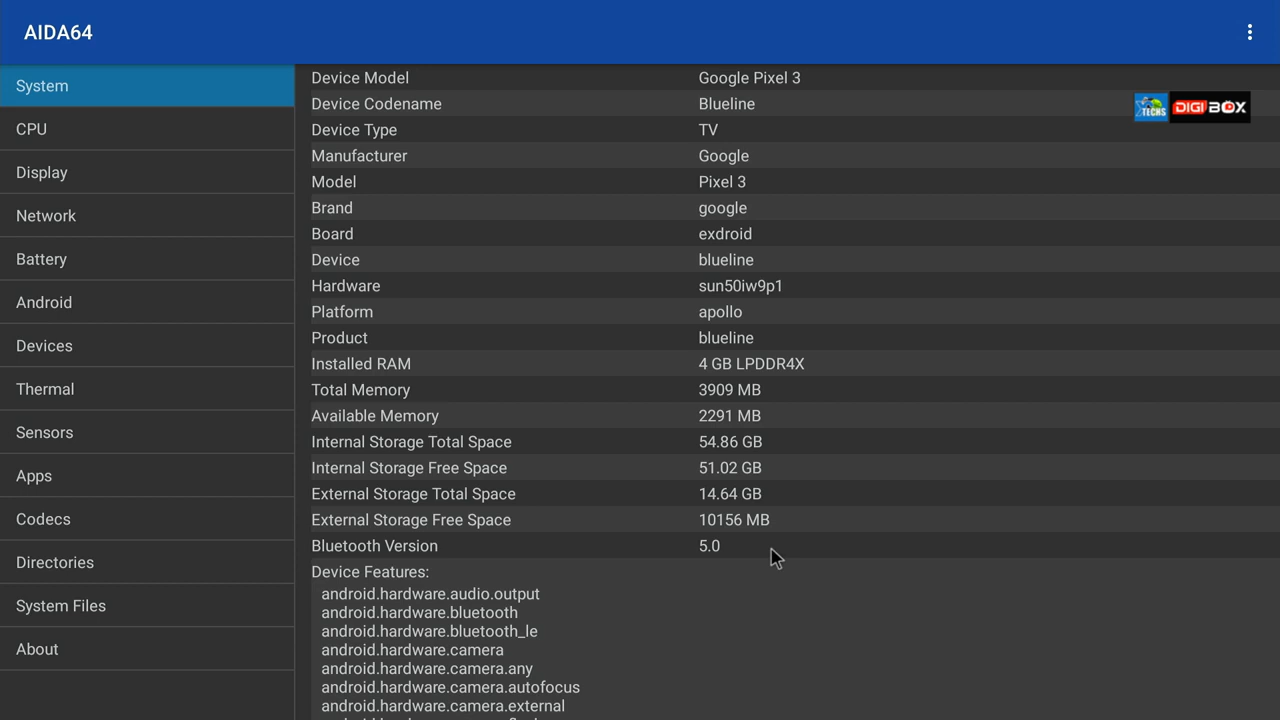 AIDA64
System
CPU
Display
Network
Battery
Android
Devices
Thermal
Sensors
Apps
Codecs
Directories
System Files
About
Device Model Google Pixel 3
Device Codename Blueline
Device Type TV
Manufacturer Google
Model Pixel 3
Brand google
Board exdroid
Device blueline
Hardware sun50iw9p1
Platform apollo
Product blueline
Installed RAM 4 GB LPDDR4X
Total Memory 3909 MB
Available Memory 2291 MB
Internal Storage Total Space 54.86 GB
Internal Storage Free Space 51.02 GB
External Storage Total Space 14.64 GB
External Storage Free Space 10156 MB
Bluetooth Version 5.0
Device Features:
android.hardware.audio.output
android.hardware.bluetooth
android.hardware.bluetooth_le
android.hardware.camera
android.hardware.camera.any
android.hardware.camera.autofocus
android.hardware.camera.external
TECHS DIGIBOX